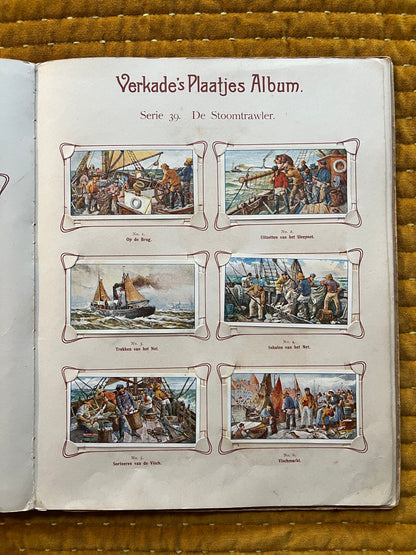 Verkade's Plaatjes Album.
Serie 39. De Stoomtrawler.
No. 1.
Op de Brug.
No. 2.
Uitzetten van het Sleepnet.
No. 3.
Trekken van het Net.
No. 4.
Inhalen van het Net.
No. 5.
Sorteeren van de Visch.
No. 6.
Vischmarkt.